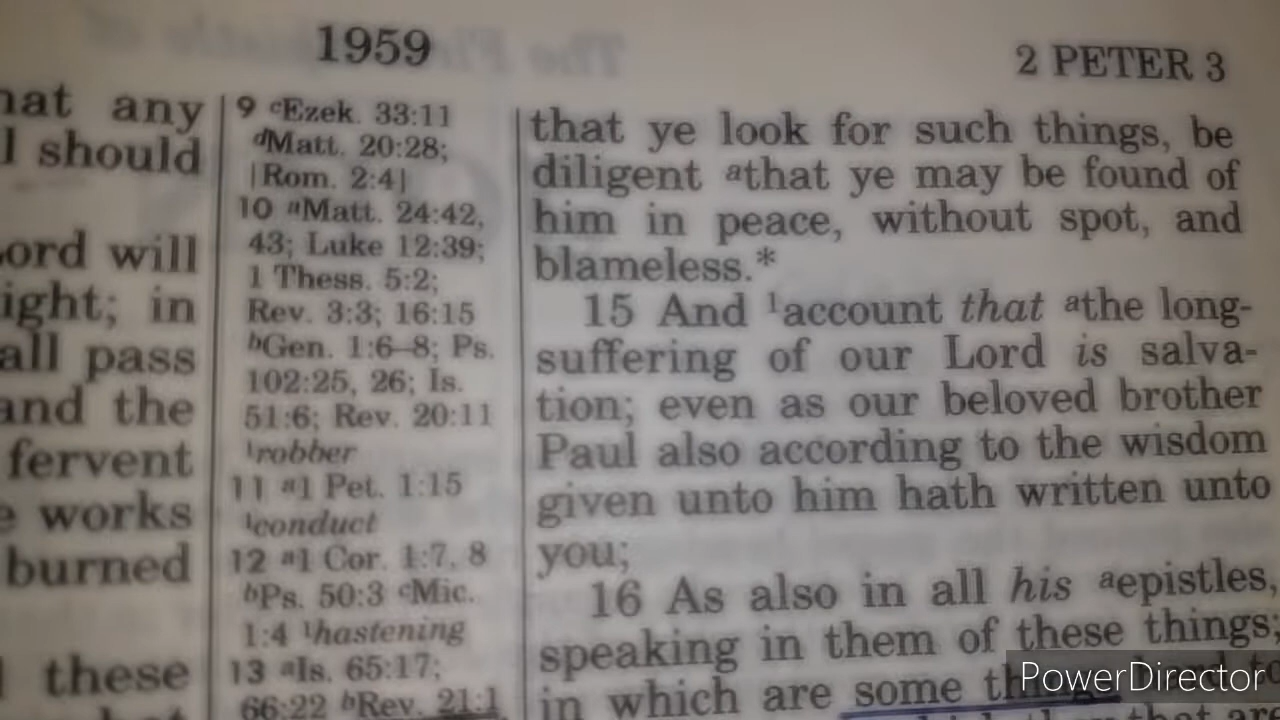 1959
2 PETER 3
hat any
l should
ord will
ight; in
all pass
and the
fervent
e works
burned
these
9 cEzek. 33:11
dMatt. 20:28;
|Rom. 2:4|
10 aMatt. 24:42,
43; Luke 12:39;
1 Thess. 5:2;
Rev. 3:3; 16:15
bGen. 1:6–8; Ps.
102:25, 26; Is.
51:6; Rev. 20:11
1robber
11 a1 Pet. 1:15
1conduct
12 a1 Cor. 1:7, 8
bPs. 50:3 cMic.
1:4 1hastening
13 aIs. 65:17;
66:22 bRev. 21:1
that ye look for such things, be
diligent athat ye may be found of
him in peace, without spot, and
blameless.*
15 And 1account that athe long-
suffering of our Lord is salva-
tion; even as our beloved brother
Paul also according to the wisdom
given unto him hath written unto
you;
16 As also in all his aepistles,
speaking in them of these things;
in which are some things hard to
PowerDirector